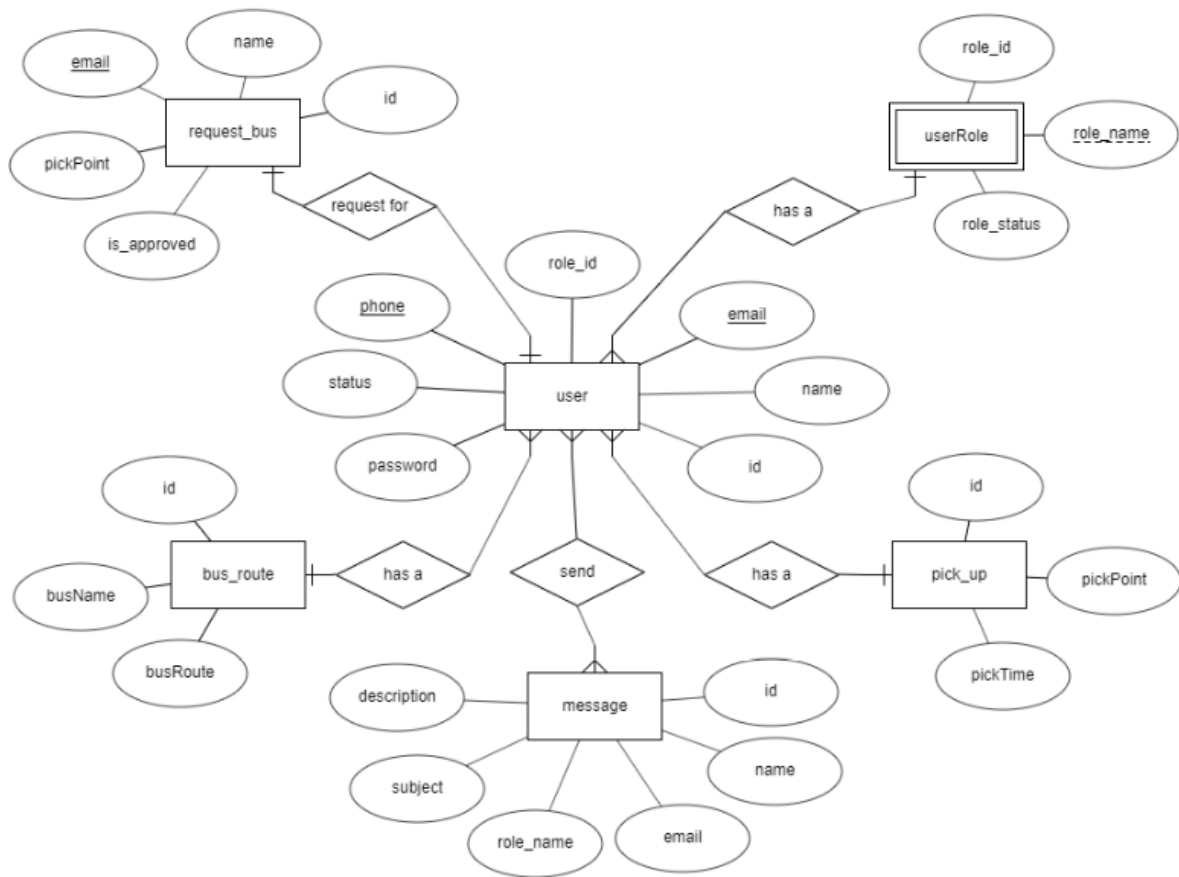 name
role_id
email
id
request_bus
userRole
role_name
pickPoint
request for
has a
is_approved
role_status
role_id
phone
email
status
user
name
password
id
id
id
bus_route
has a
send
has a
pick_up
busName
pickPoint
busRoute
pickTime
description
message
id
subject
name
role_name
email